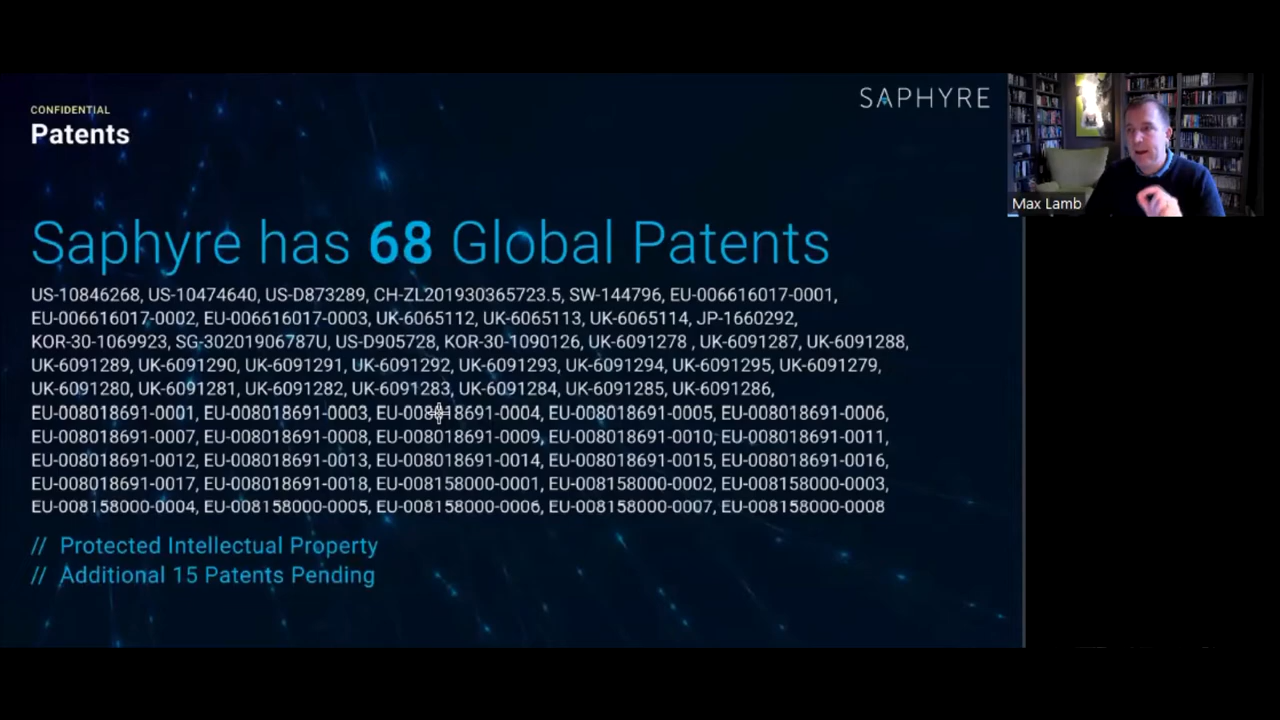 CONFIDENTIAL
Patents
SAPHYRE
Max Lamb
Saphyre has 68 Global Patents
US-10846268, US-10474640, US-D873289, CH-ZL201930365723.5, SW-144796, EU-006616017-0001,
EU-006616017-0002, EU-006616017-0003, UK-6065112, UK-6065113, UK-6065114, JP-1660292,
KOR-30-1069923, SG-30201906787U, US-D905728, KOR-30-1090126, UK-6091278 , UK-6091287, UK-6091288,
UK-6091289, UK-6091290, UK-6091291, UK-6091292, UK-6091293, UK-6091294, UK-6091295, UK-6091279,
UK-6091280, UK-6091281, UK-6091282, UK-6091283, UK-6091284, UK-6091285, UK-6091286,
EU-008018691-0001, EU-008018691-0003, EU-008018691-0004, EU-008018691-0005, EU-008018691-0006,
EU-008018691-0007, EU-008018691-0008, EU-008018691-0009, EU-008018691-0010, EU-008018691-0011,
EU-008018691-0012, EU-008018691-0013, EU-008018691-0014, EU-008018691-0015, EU-008018691-0016,
EU-008018691-0017, EU-008018691-0018, EU-008158000-0001, EU-008158000-0002, EU-008158000-0003,
EU-008158000-0004, EU-008158000-0005, EU-008158000-0006, EU-008158000-0007, EU-008158000-0008
// Protected Intellectual Property
// Additional 15 Patents Pending